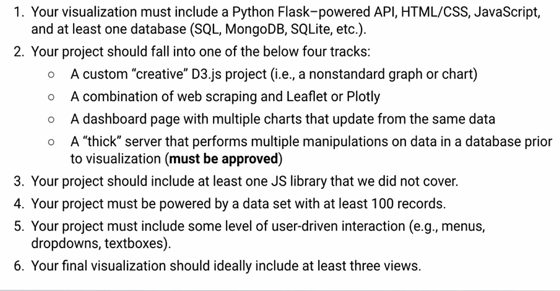 1. Your visualization must include a Python Flask–powered API, HTML/CSS, JavaScript,
and at least one database (SQL, MongoDB, SQLite, etc.).
2. Your project should fall into one of the below four tracks:
○ A custom “creative” D3.js project (i.e., a nonstandard graph or chart)
○ A combination of web scraping and Leaflet or Plotly
○ A dashboard page with multiple charts that update from the same data
○ A “thick” server that performs multiple manipulations on data in a database prior
to visualization (must be approved)
3. Your project should include at least one JS library that we did not cover.
4. Your project must be powered by a data set with at least 100 records.
5. Your project must include some level of user-driven interaction (e.g., menus,
dropdowns, textboxes).
6. Your final visualization should ideally include at least three views.